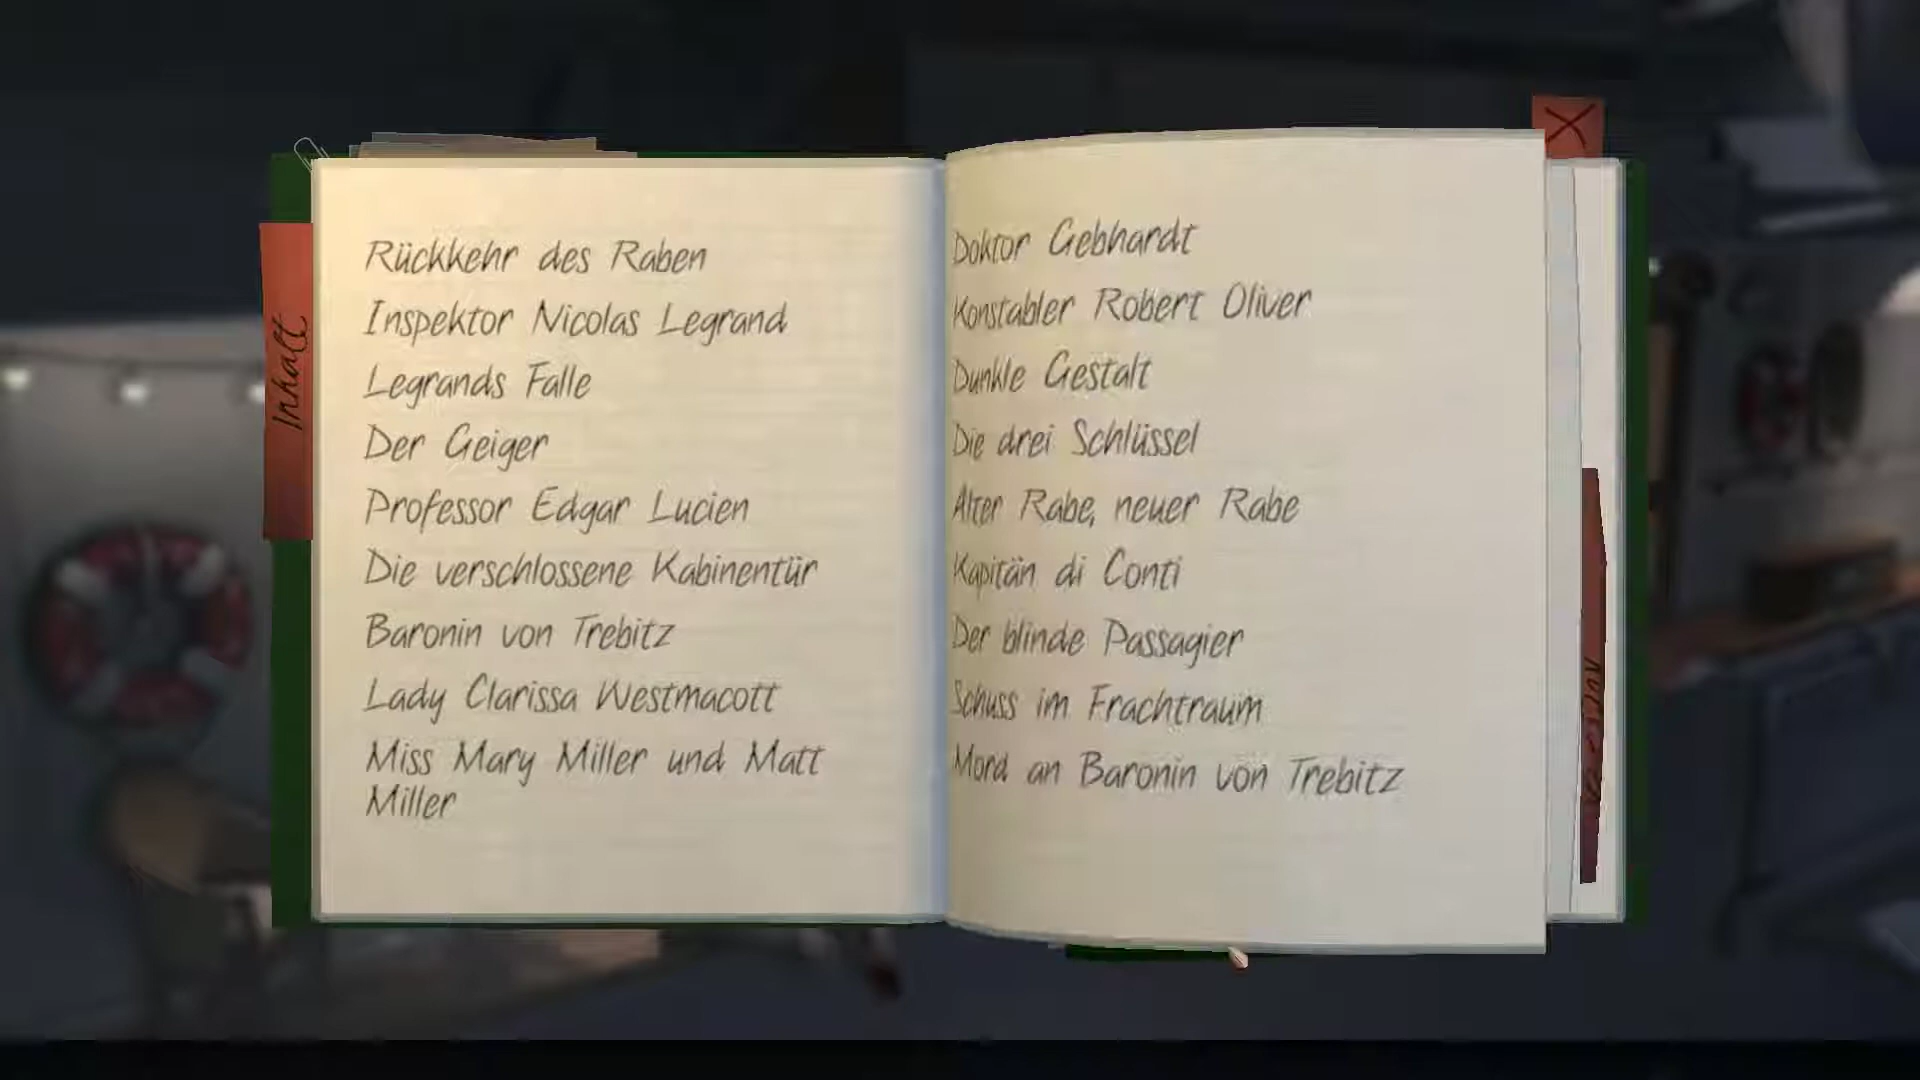 Inhalt
Rückkehr des Raben
Inspektor Nicolas Legrand
Legrands Falle
Der Geiger
Professor Edgar Lucien
Die verschlossene Kabinentür
Baronin von Trebitz
Lady Clarissa Westmacott
Miss Mary Miller und Matt
Miller
Doktor Gebhardt
Konstabler Robert Oliver
Dunkle Gestalt
Die drei Schlüssel
Alter Rabe, neuer Rabe
Kapitän di Conti
Der blinde Passagier
Schuss im Frachtraum
Mord an Baronin von Trebitz
X